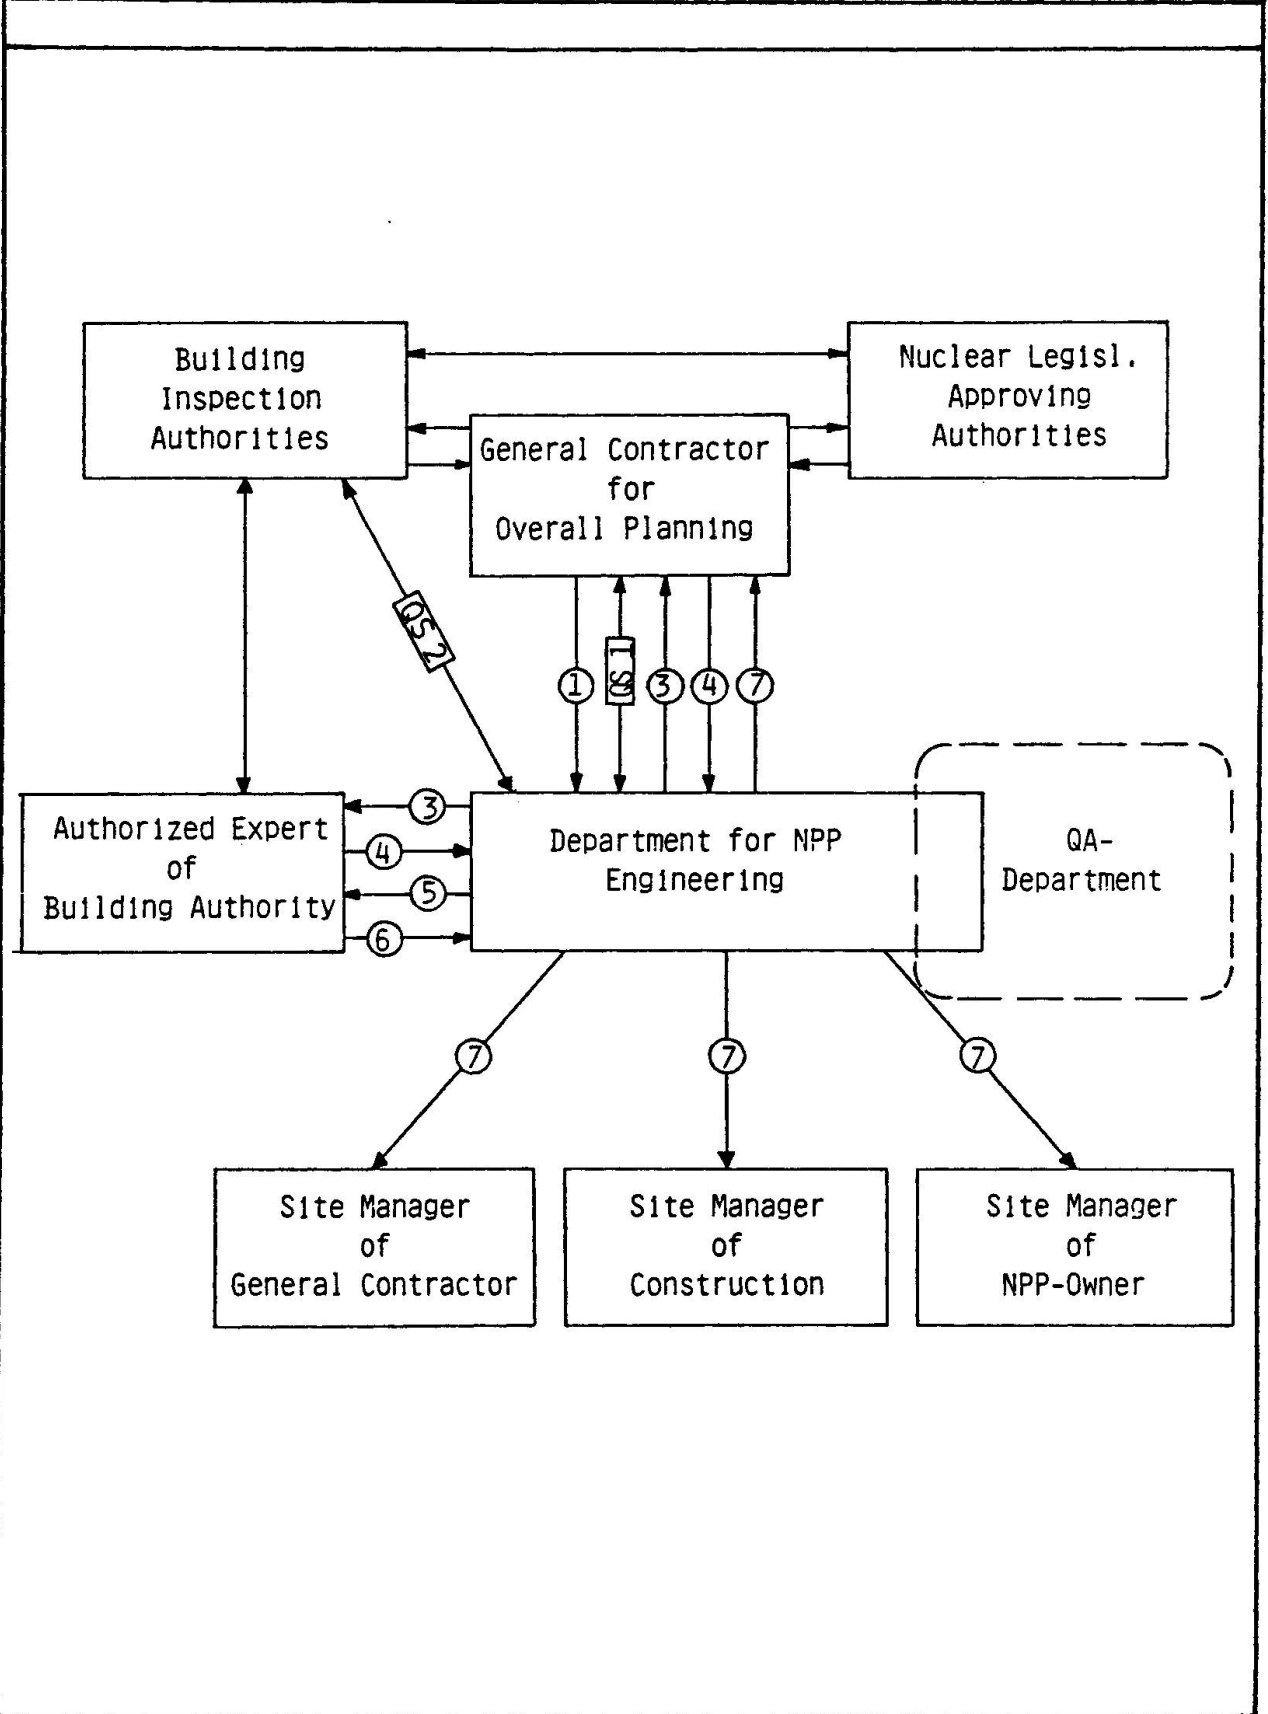 Building
Inspection
Authorities
Nuclear Legisl.
Approving
Authorities
General Contractor
for
Overall Planning
QS 2
1
QS 1
3
4
7
Authorized Expert
of
Building Authority
3
4
5
6
Department for NPP
Engineering
QA-
Department
7
7
7
Site Manager
of
General Contractor
Site Manager
of
Construction
Site Manager
of
NPP-Owner